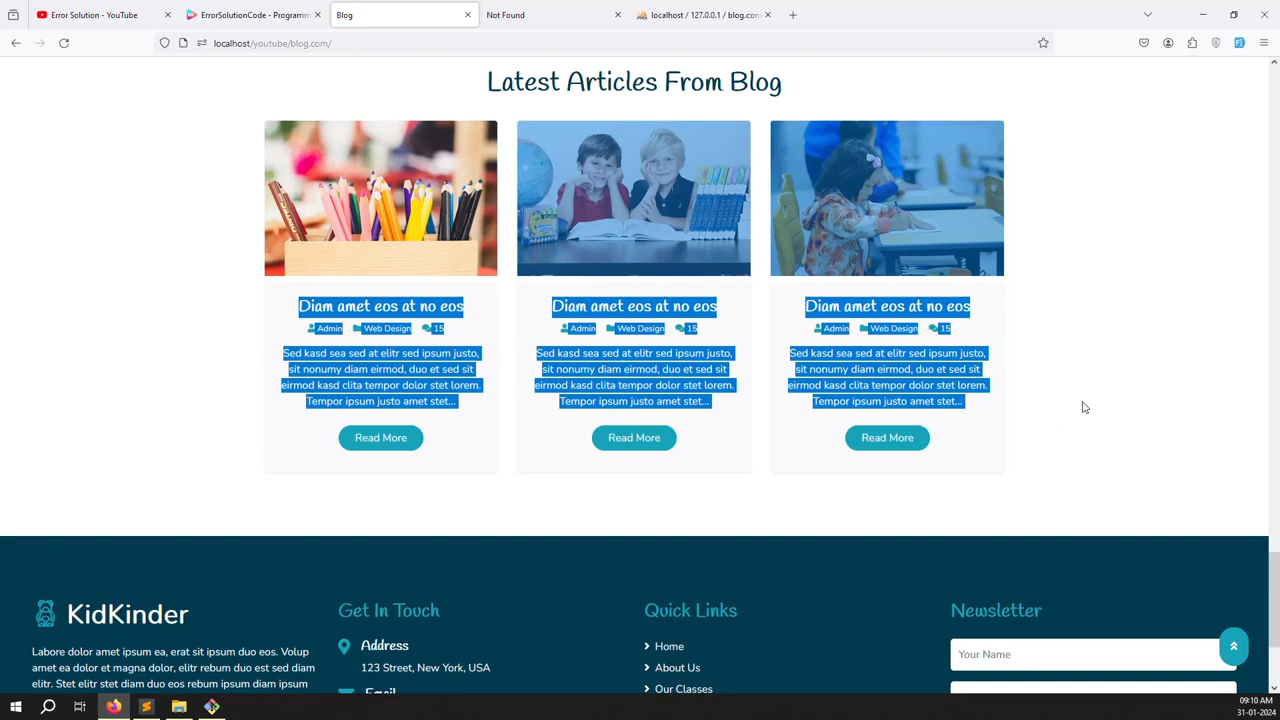 Error Solution - YouTube
ErrorSolutionCode - Programm
Blog
Not Found
localhost / 127.0.0.1 / blog.com
localhost/youtube/blog.com/
Latest Articles From Blog
Diam amet eos at no eos
Admin Web Design 15
Sed kasd sea sed at elitr sed ipsum justo,
sit nonumy diam eirmod, duo et sed sit
eirmod kasd clita tempor dolor stet lorem.
Tempor ipsum justo amet stet...
Read More
Diam amet eos at no eos
Admin Web Design 15
Sed kasd sea sed at elitr sed ipsum justo,
sit nonumy diam eirmod, duo et sed sit
eirmod kasd clita tempor dolor stet lorem.
Tempor ipsum justo amet stet...
Read More
Diam amet eos at no eos
Admin Web Design 15
Sed kasd sea sed at elitr sed ipsum justo,
sit nonumy diam eirmod, duo et sed sit
eirmod kasd clita tempor dolor stet lorem.
Tempor ipsum justo amet stet...
Read More
KidKinder
Labore dolor amet ipsum ea, erat sit ipsum duo eos. Volup
amet ea dolor et magna dolor, elitr rebum duo est sed diam
elitr. Stet elitr stet diam duo eos rebum diam ipsum
Get In Touch
Address
123 Street, New York, USA
Email
Quick Links
Home
About Us
Our Classes
Newsletter
Your Name
09:10 AM
31-01-2024